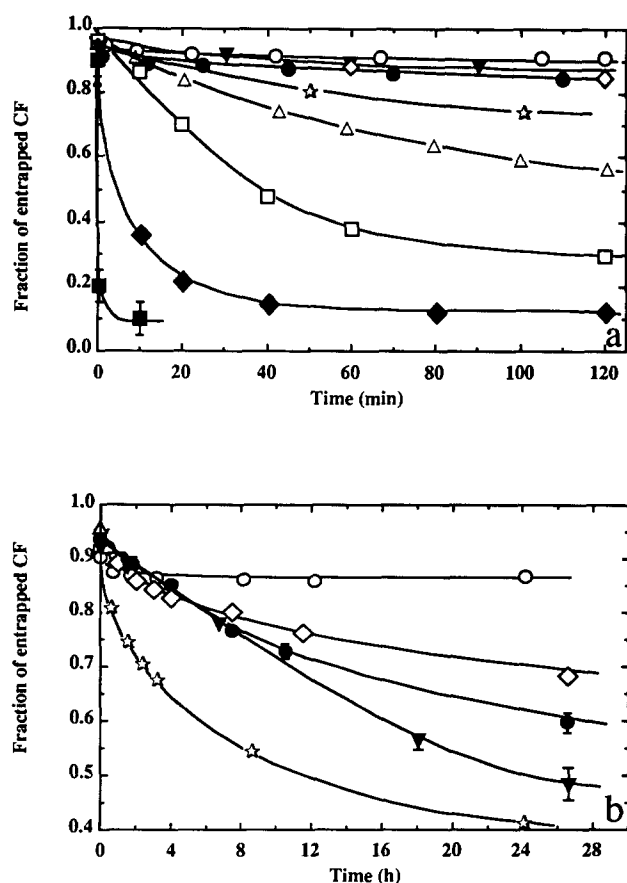 1.0
0.8
0.6
0.4
0.2
0.0
Fraction of entrapped CF
0 20 40 60 80 100 120
a
Time (min)
1.0
0.9
0.8
0.7
0.6
0.5
0.4
Fraction of entrapped CF
0 4 8 12 16 20 24 28
b
Time (h)